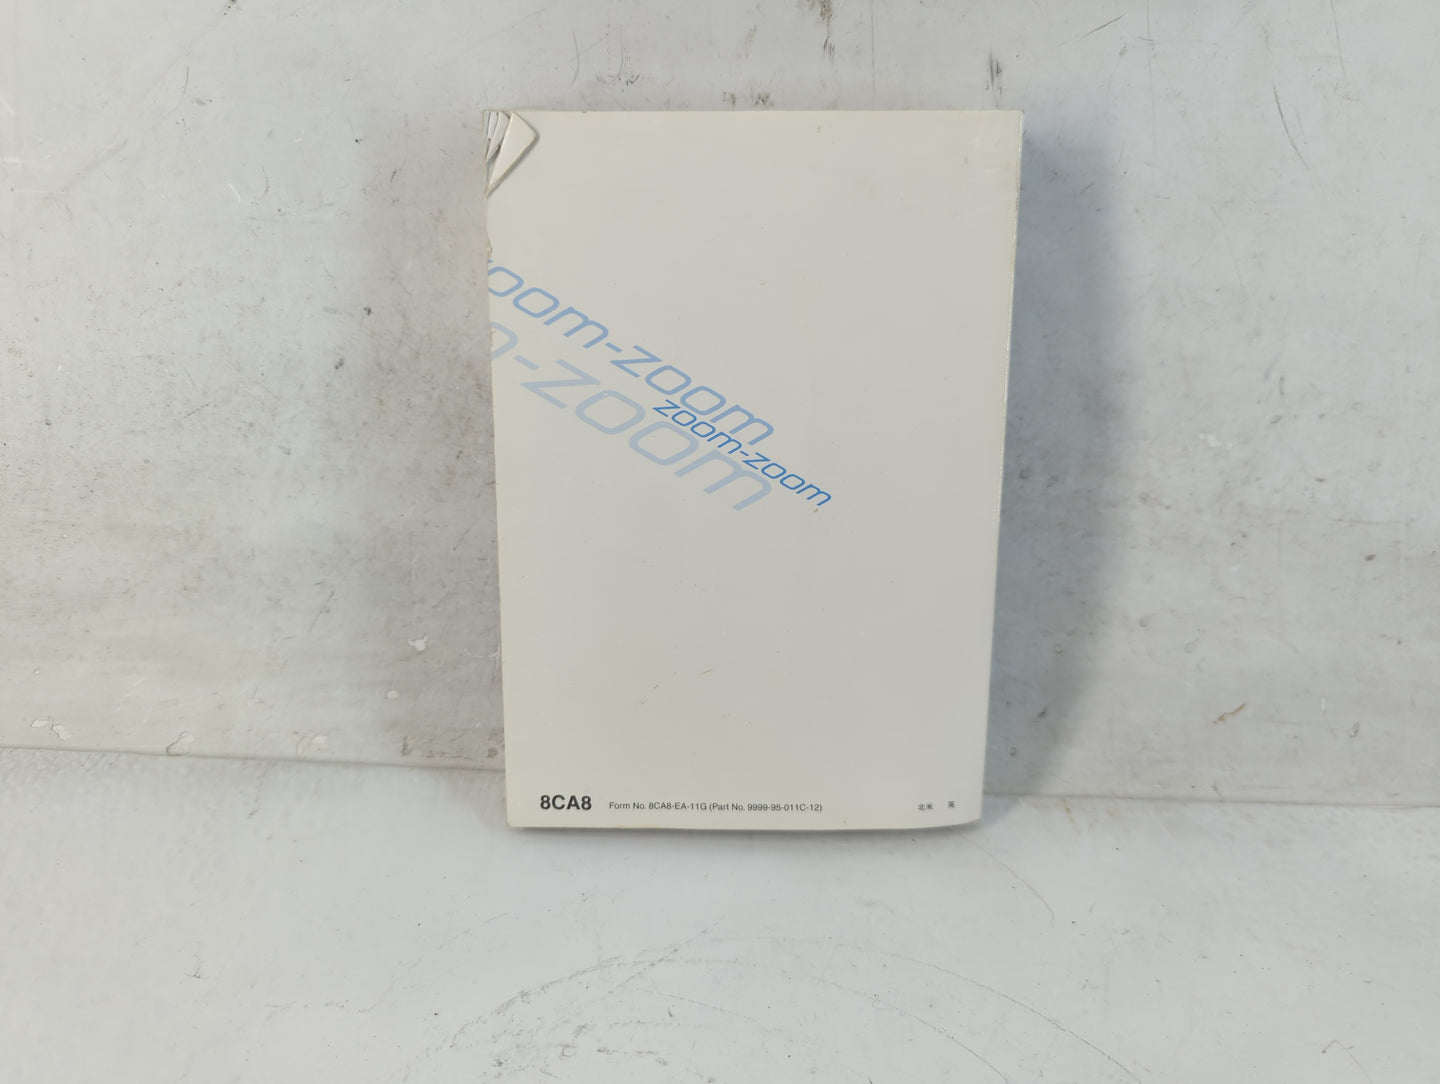 zoom-zoom
m-zoom
zoom-zoom
8CA8 Form No. 8CA8-EA-11G (Part No. 9999-95-011C-12) 北米 英